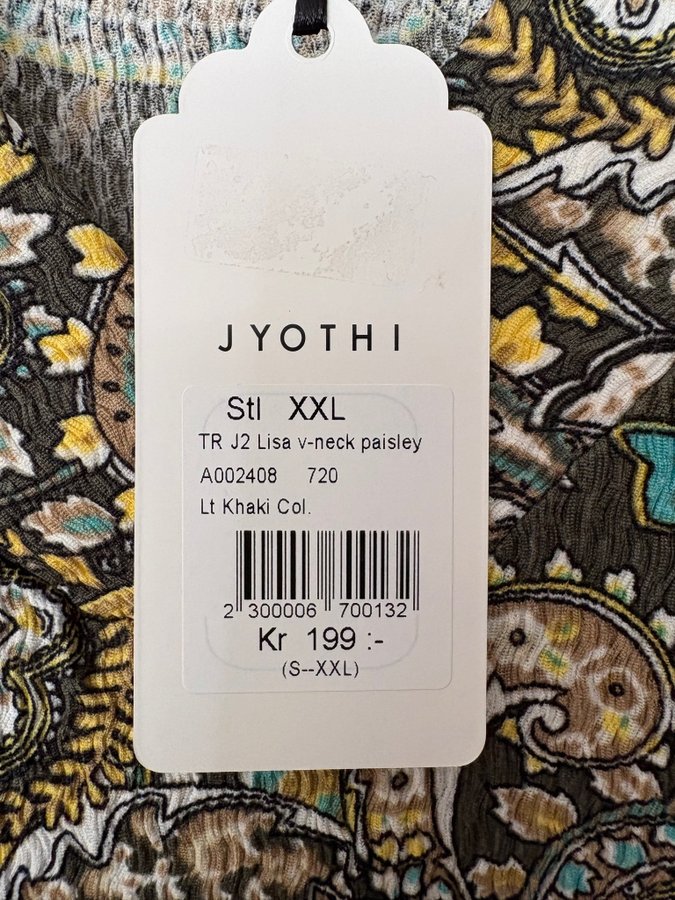 JYOTHI
Stl XXL
TR J2 Lisa v-neck paisley
A002408 720
Lt Khaki Col.
2 300006 700132
Kr 199 :-
(S--XXL)